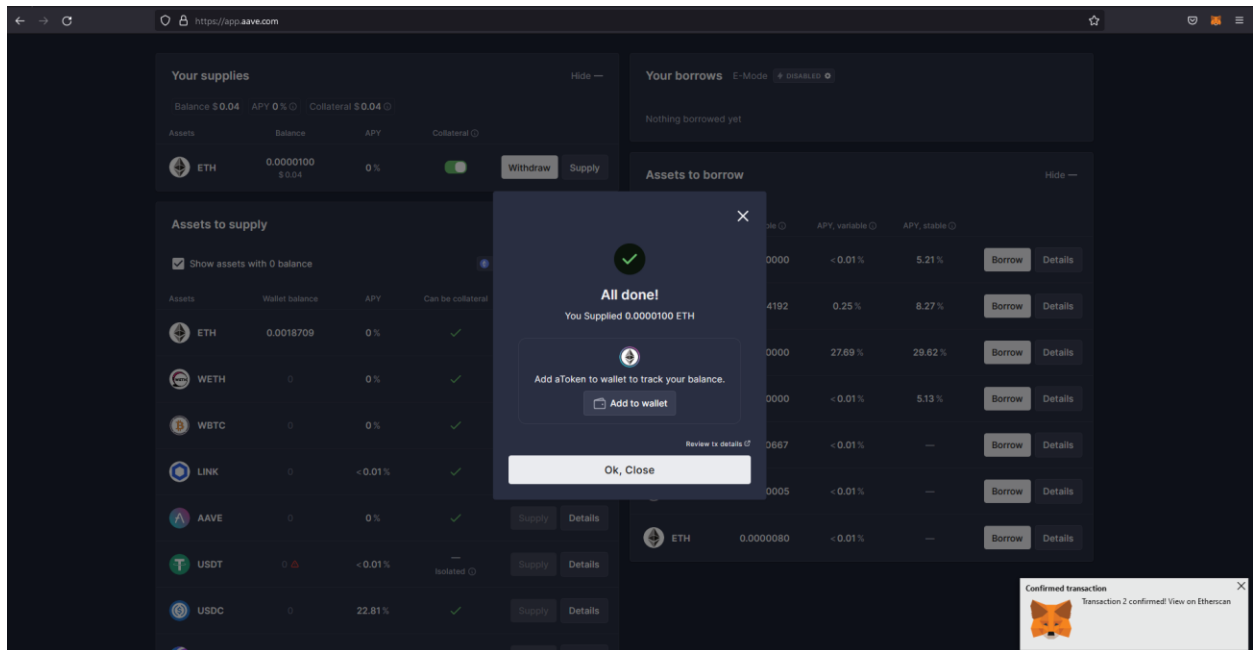 https://app.aave.com
Your supplies
Hide —
Balance $0.04 APY 0% Collateral $0.04
Assets Balance APY Collateral
ETH 0.0000100 0% Withdraw Supply
$0.04
Your borrows E-Mode DISABLED
Nothing borrowed yet
Assets to supply
Show assets with 0 balance
Assets Wallet balance APY Can be collateral
ETH 0.0018709 0%
WETH 0 0%
WBTC 0 0%
LINK 0 <0.01%
AAVE 0 0% Supply Details
USDT 0 <0.01% — Supply Details
Isolated
USDC 0 22.81% Supply Details
Assets to borrow
Hide —
APY, variable APY, stable
0000 <0.01% 5.21% Borrow Details
4192 0.25% 8.27% Borrow Details
0000 27.69% 29.62% Borrow Details
0000 <0.01% 5.13% Borrow Details
0667 <0.01% — Borrow Details
0005 <0.01% — Borrow Details
ETH 0.0000080 <0.01% — Borrow Details
All done!
You Supplied 0.0000100 ETH
Add aToken to wallet to track your balance.
Add to wallet
Review tx details
Ok, Close
Confirmed transaction
Transaction 2 confirmed! View on Etherscan